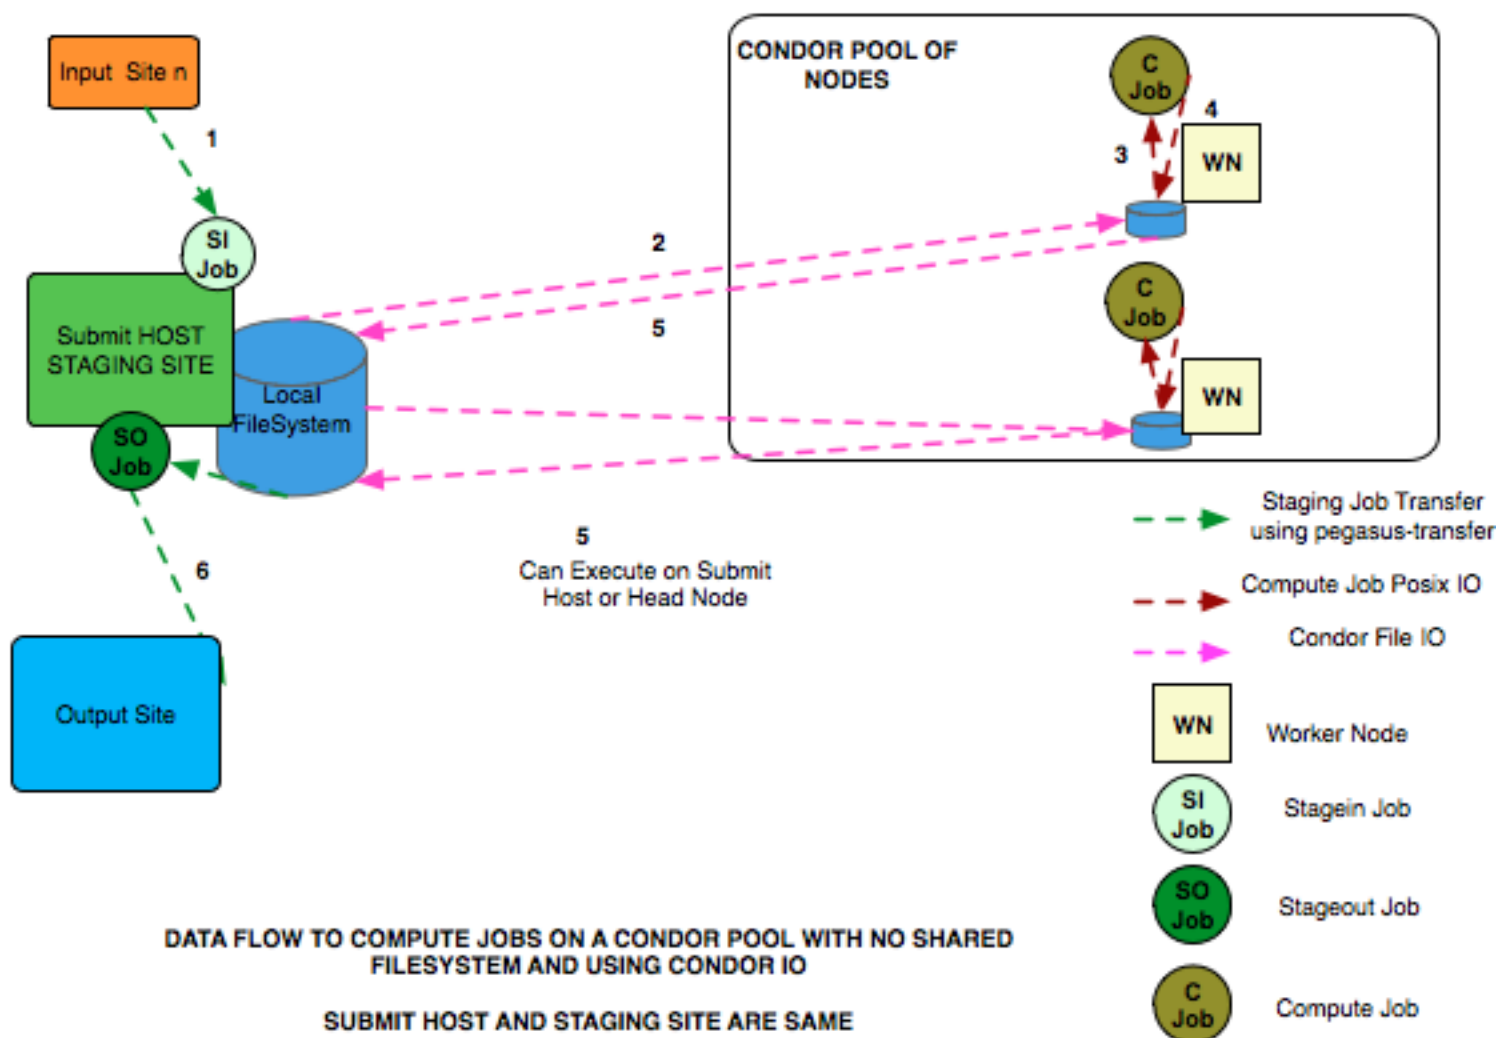 Input Site n
1
SI
Job
Submit HOST
STAGING SITE
Local
FileSystem
SO
Job
6
Output Site
2
5
5
Can Execute on Submit
Host or Head Node
CONDOR POOL OF
NODES
C
Job
4
3
WN
C
Job
WN
Staging Job Transfer
using pegasus-transfer
Compute Job Posix IO
Condor File IO
WN
Worker Node
SI
Job
Stagein Job
SO
Job
Stageout Job
C
Job
Compute Job
DATA FLOW TO COMPUTE JOBS ON A CONDOR POOL WITH NO SHARED
FILESYSTEM AND USING CONDOR IO
SUBMIT HOST AND STAGING SITE ARE SAME